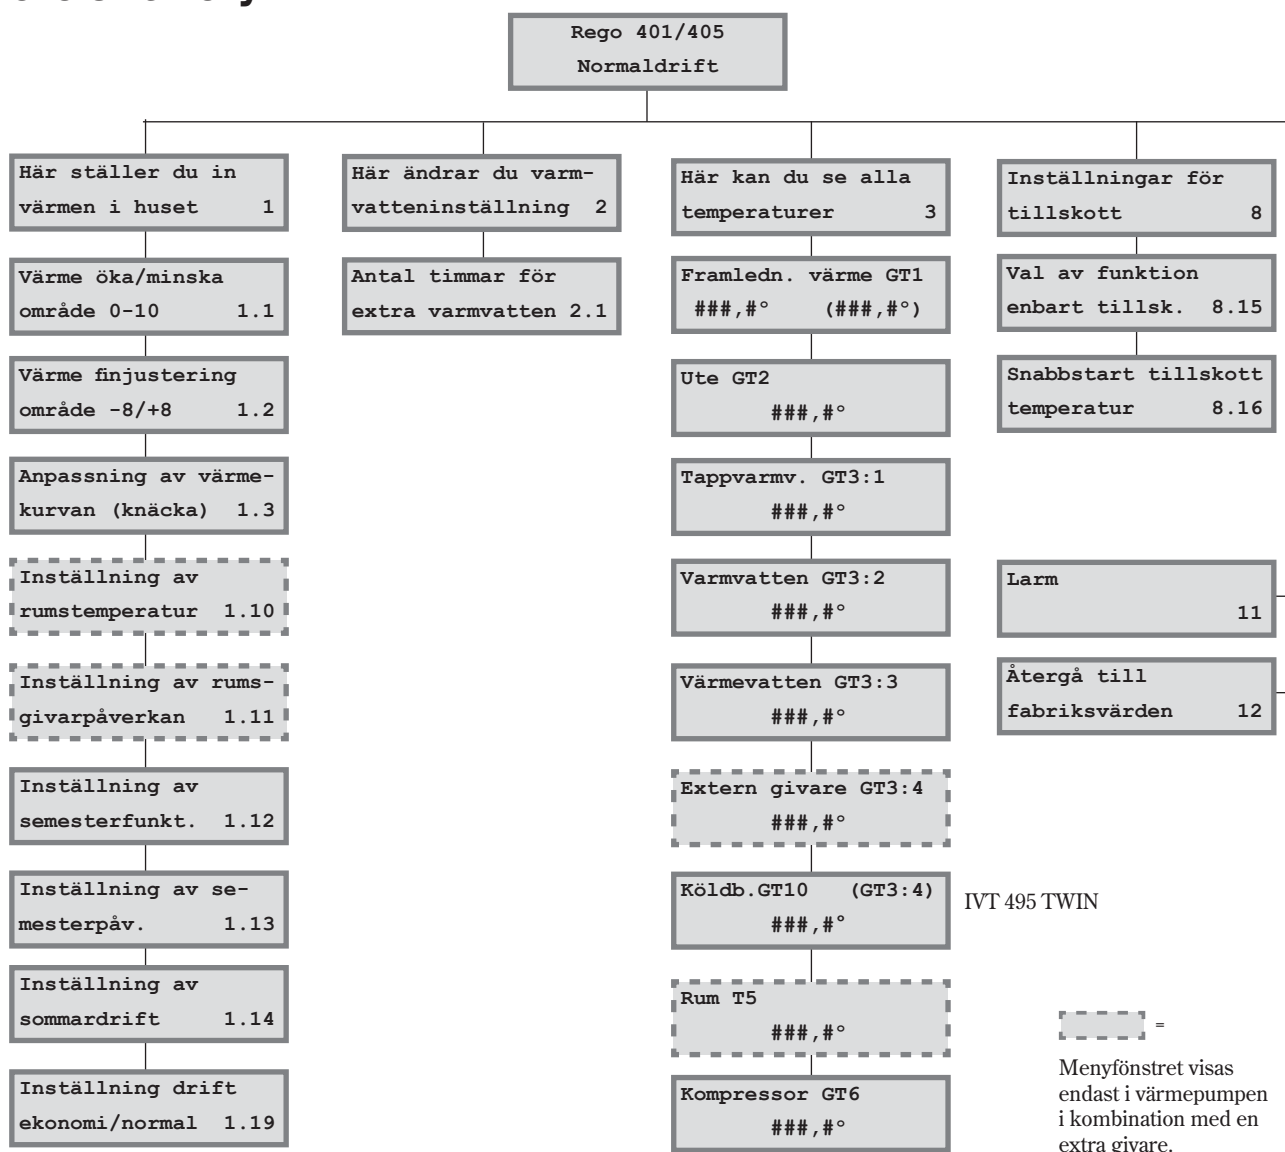 Rego 401/405
Normaldrift
Här ställer du in
värmen i huset 1
Värme öka/minska
område 0-10 1.1
Värme finjustering
område -8/+8 1.2
Anpassning av värme-
kurvan (knäcka) 1.3
Inställning av
rumstemperatur 1.10
Inställning av rums-
givarpåverkan 1.11
Inställning av
semesterfunkt. 1.12
Inställning av se-
mesterpåv. 1.13
Inställning av
sommardrift 1.14
Inställning drift
ekonomi/normal 1.19
Här ändrar du varm-
vatteninställning 2
Antal timmar för
extra varmvatten 2.1
Här kan du se alla
temperaturer 3
Framledn. värme GT1
###,#° (###,#°)
Ute GT2
###,#°
Tappvarmv. GT3:1
###,#°
Varmvatten GT3:2
###,#°
Värmevatten GT3:3
###,#°
Extern givare GT3:4
###,#°
Köldb.GT10 (GT3:4)
###,#°
IVT 495 TWIN
Rum T5
###,#°
Kompressor GT6
###,#°
Inställningar för
tillskott 8
Val av funktion
enbart tillsk. 8.15
Snabbstart tillskott
temperatur 8.16
Larm
11
Återgå till
fabriksvärden 12
=
Menyfönstret visas
endast i värmepumpen
i kombination med en
extra givare.